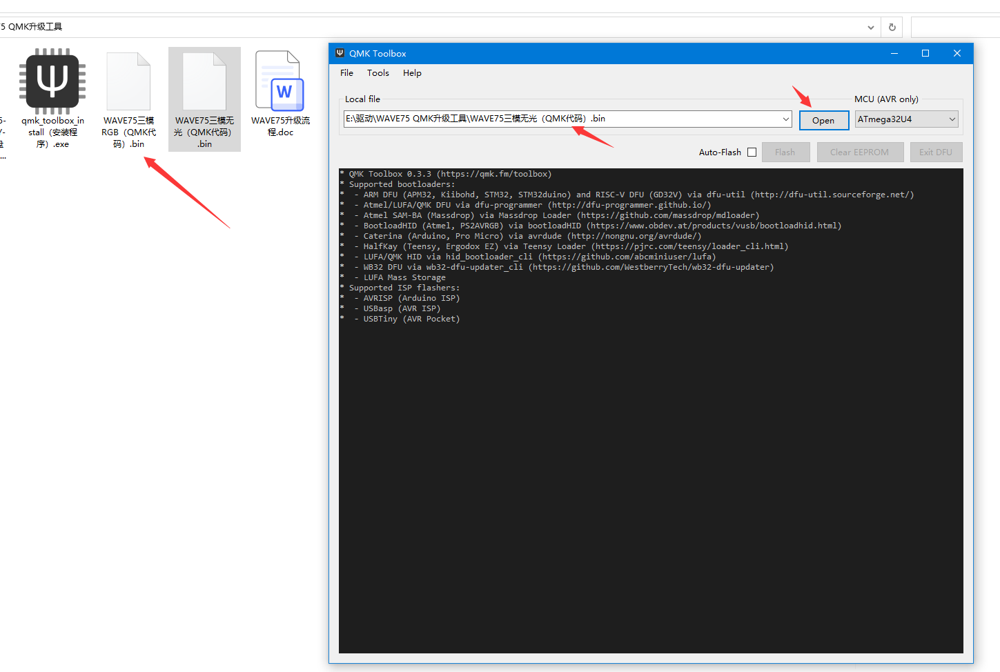 5 QMK升级工具
5-
/-
盘
...
qmk_toolbox_in
stall（安装程
序）.exe
WAVE75三模
RGB（QMK代
码）.bin
WAVE75三模无
光（QMK代码）
.bin
W
WAVE75升级流
程.doc
QMK Toolbox
File Tools Help
Local file
MCU (AVR only)
E:\驱动\WAVE75 QMK升级工具\WAVE75三模无光（QMK代码）.bin
Open
ATmega32U4
Auto-Flash
Flash
Clear EEPROM
Exit DFU
* QMK Toolbox 0.3.3 (https://qmk.fm/toolbox)
* Supported bootloaders:
*  - ARM DFU (APM32, Kiibohd, STM32, STM32duino) and RISC-V DFU (GD32V) via dfu-util (http://dfu-util.sourceforge.net/)
*  - Atmel/LUFA/QMK DFU via dfu-programmer (http://dfu-programmer.github.io/)
*  - Atmel SAM-BA (Massdrop) via Massdrop Loader (https://github.com/massdrop/mdloader)
*  - BootloadHID (Atmel, PS2AVRGB) via bootloadHID (https://www.obdev.at/products/vusb/bootloadhid.html)
*  - Caterina (Arduino, Pro Micro) via avrdude (http://nongnu.org/avrdude/)
*  - HalfKay (Teensy, Ergodox EZ) via Teensy Loader (https://pjrc.com/teensy/loader_cli.html)
*  - LUFA/QMK HID via hid_bootloader_cli (https://github.com/abcminiuser/lufa)
*  - WB32 DFU via wb32-dfu-updater_cli (https://github.com/WestberryTech/wb32-dfu-updater)
*  - LUFA Mass Storage
* Supported ISP flashers:
*  - AVRISP (Arduino ISP)
*  - USBasp (AVR ISP)
*  - USBTiny (AVR Pocket)